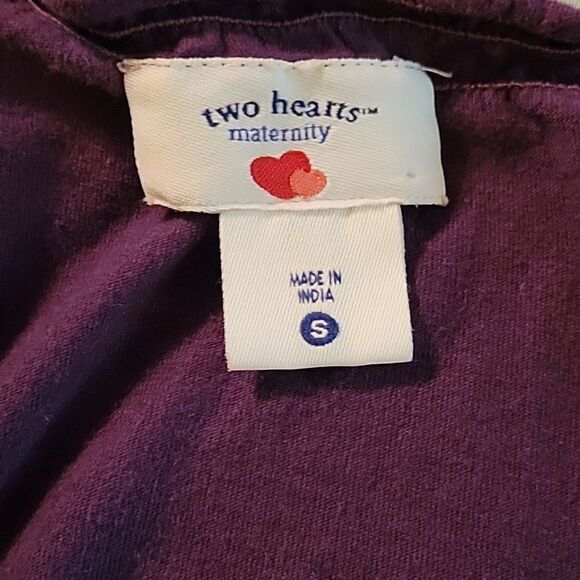 two hearts™
maternity
MADE IN
INDIA
S